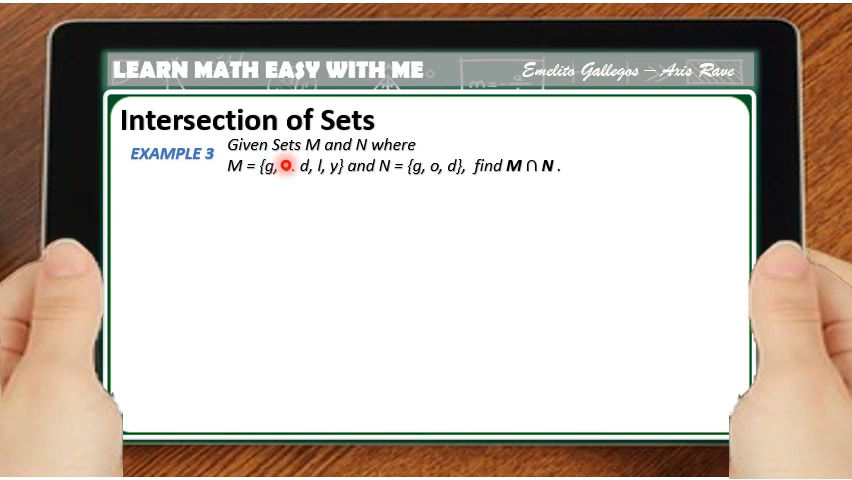 LEARN MATH EASY WITH ME
Emelito Gallegos – Axis Rave
Intersection of Sets
EXAMPLE 3
Given Sets M and N where
M = {g, o. d, l, y} and N = {g, o, d}, find M ∩ N .